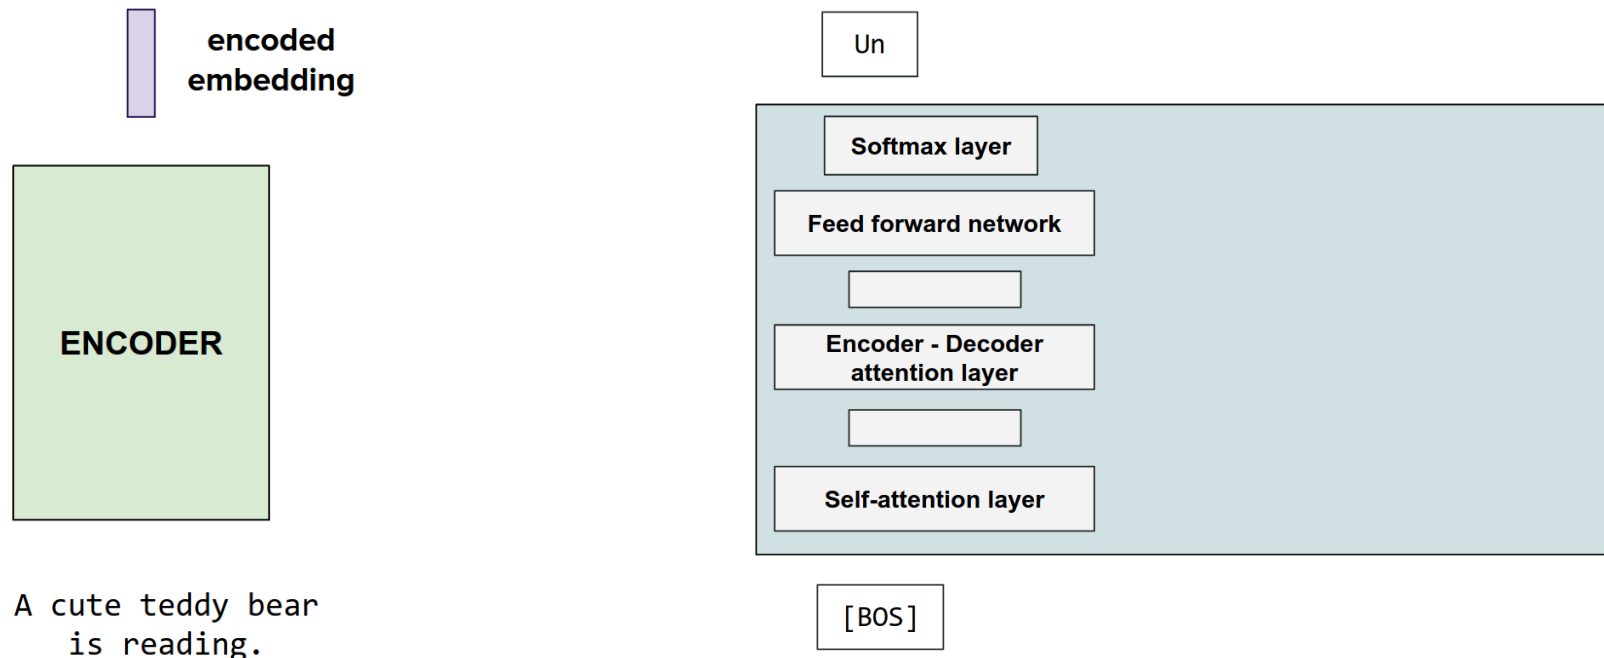 encoded
embedding
ENCODER
A cute teddy bear
is reading.
Un
Softmax layer
Feed forward network
Encoder - Decoder
attention layer
Self-attention layer
[BOS]